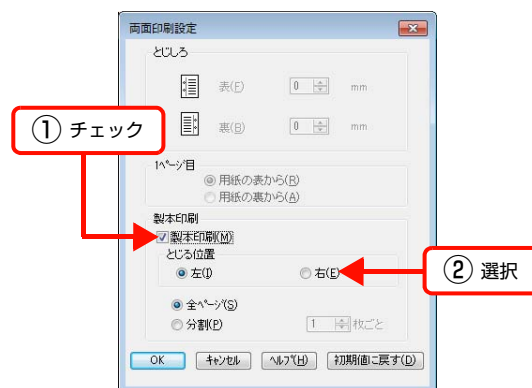 両面印刷設定
とじしろ
表(F) 0 mm
裏(B) 0 mm
① チェック
1ページ目
用紙の表から(R)
用紙の裏から(A)
製本印刷
製本印刷(M)
とじる位置
左(I) 右(E)
② 選択
全ページ(S)
分割(P) 1 枚ごと
OK キャンセル ヘルプ(H) 初期値に戻す(D)